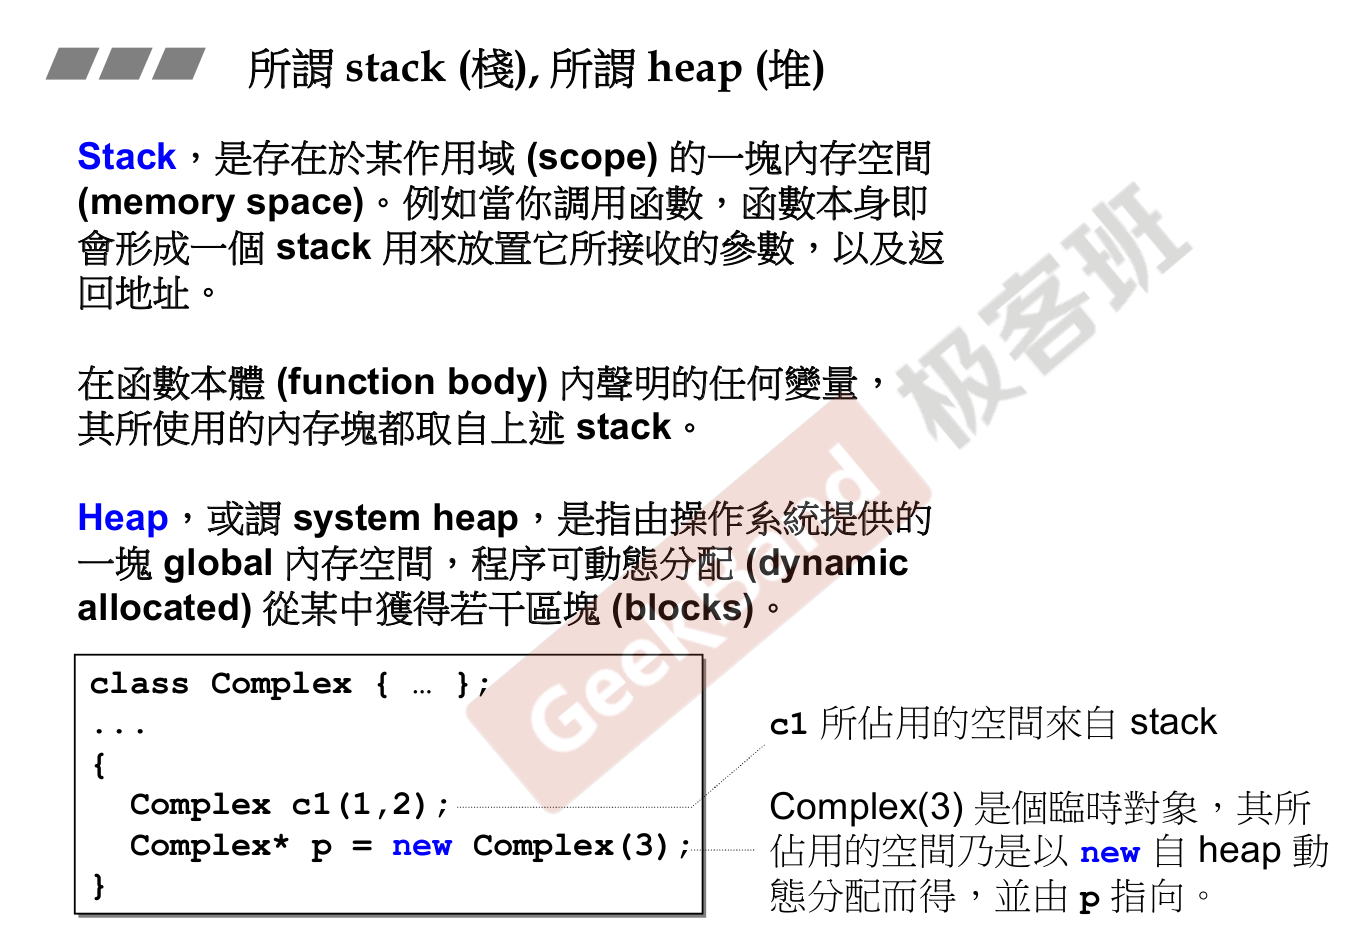 所謂 stack (棧), 所謂 heap (堆)
Stack，是存在於某作用域 (scope) 的一塊內存空間
(memory space)。例如當你調用函數，函數本身即
會形成一個 stack 用來放置它所接收的參數，以及返
回地址。
在函數本體 (function body) 內聲明的任何變量，
其所使用的內存塊都取自上述 stack。
Heap，或謂 system heap，是指由操作系統提供的
一塊 global 內存空間，程序可動態分配 (dynamic
allocated) 從某中獲得若干區塊 (blocks)。
class Complex { … };
...
{
  Complex c1(1,2);
  Complex* p = new Complex(3);
}
c1 所佔用的空間來自 stack
Complex(3) 是個臨時對象，其所
佔用的空間乃是以 new 自 heap 動
態分配而得，並由 p 指向。
GeekBand 极客班